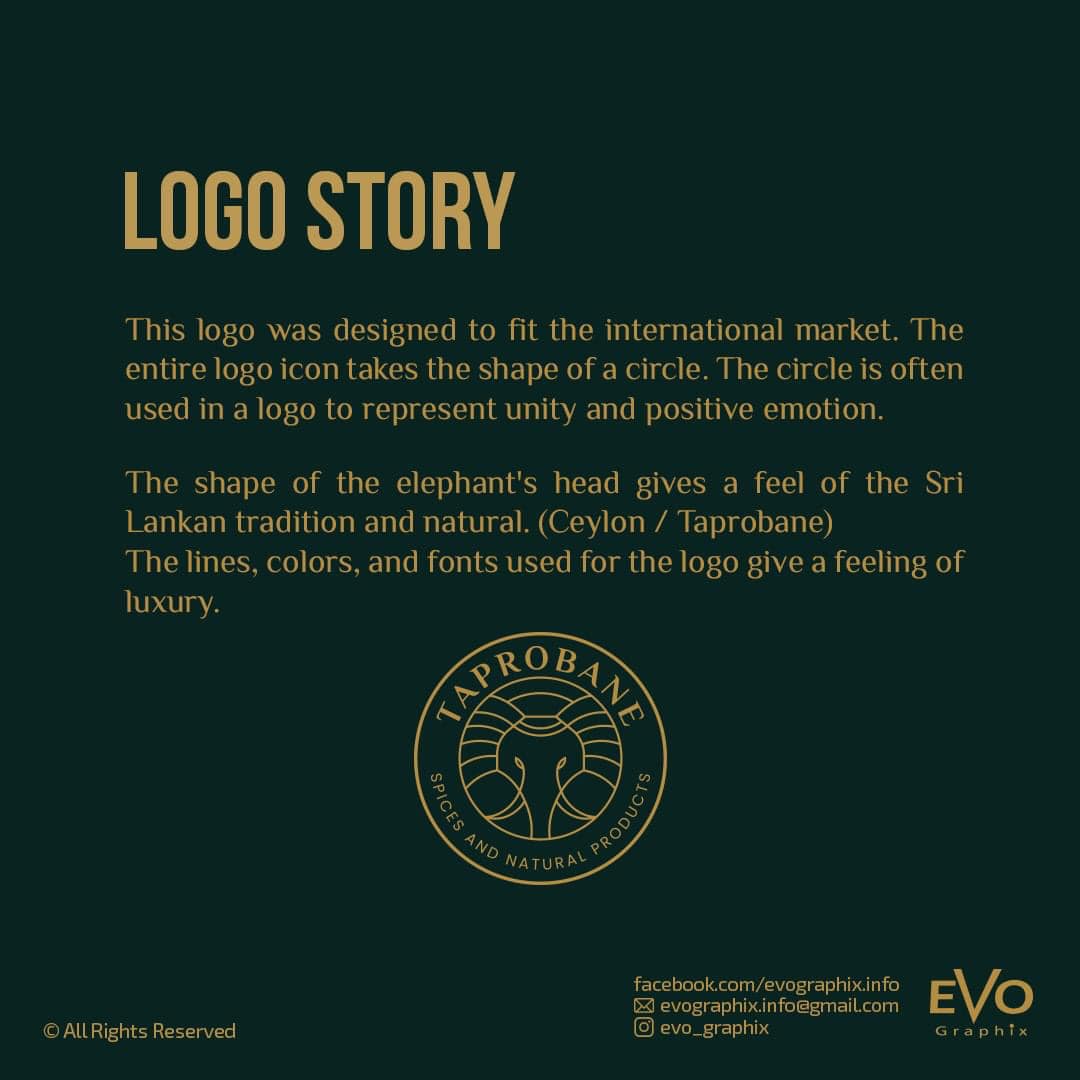 LOGO STORY
This logo was designed to fit the international market. The
entire logo icon takes the shape of a circle. The circle is often
used in a logo to represent unity and positive emotion.
The shape of the elephant's head gives a feel of the Sri
Lankan tradition and natural. (Ceylon / Taprobane)
The lines, colors, and fonts used for the logo give a feeling of
luxury.
TAPROBANE
SPICES AND NATURAL PRODUCTS
facebook.com/evographix.info
evographix.info@gmail.com
evo_graphix
EVO
Graphix
© All Rights Reserved